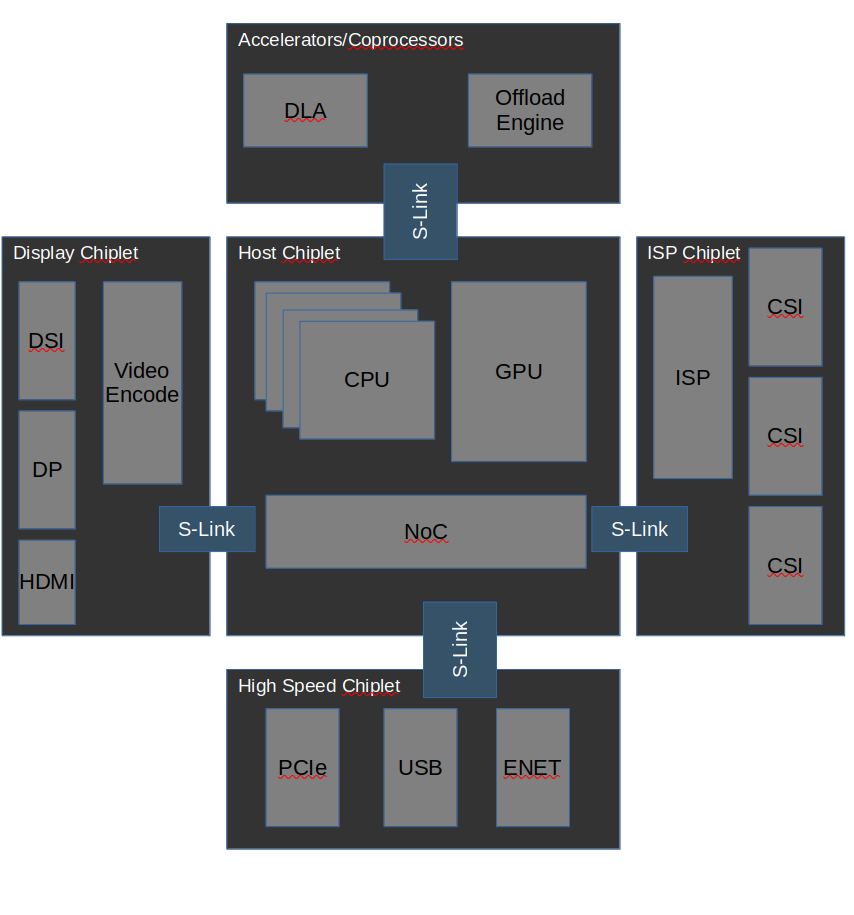 Accelerators/Coprocessors
DLA
Offload
Engine
S-Link
Display Chiplet
DSI
Video
Encode
DP
HDMI
S-Link
Host Chiplet
CPU
GPU
NoC
S-Link
ISP Chiplet
ISP
CSI
CSI
CSI
S-Link
High Speed Chiplet
PCIe
USB
ENET